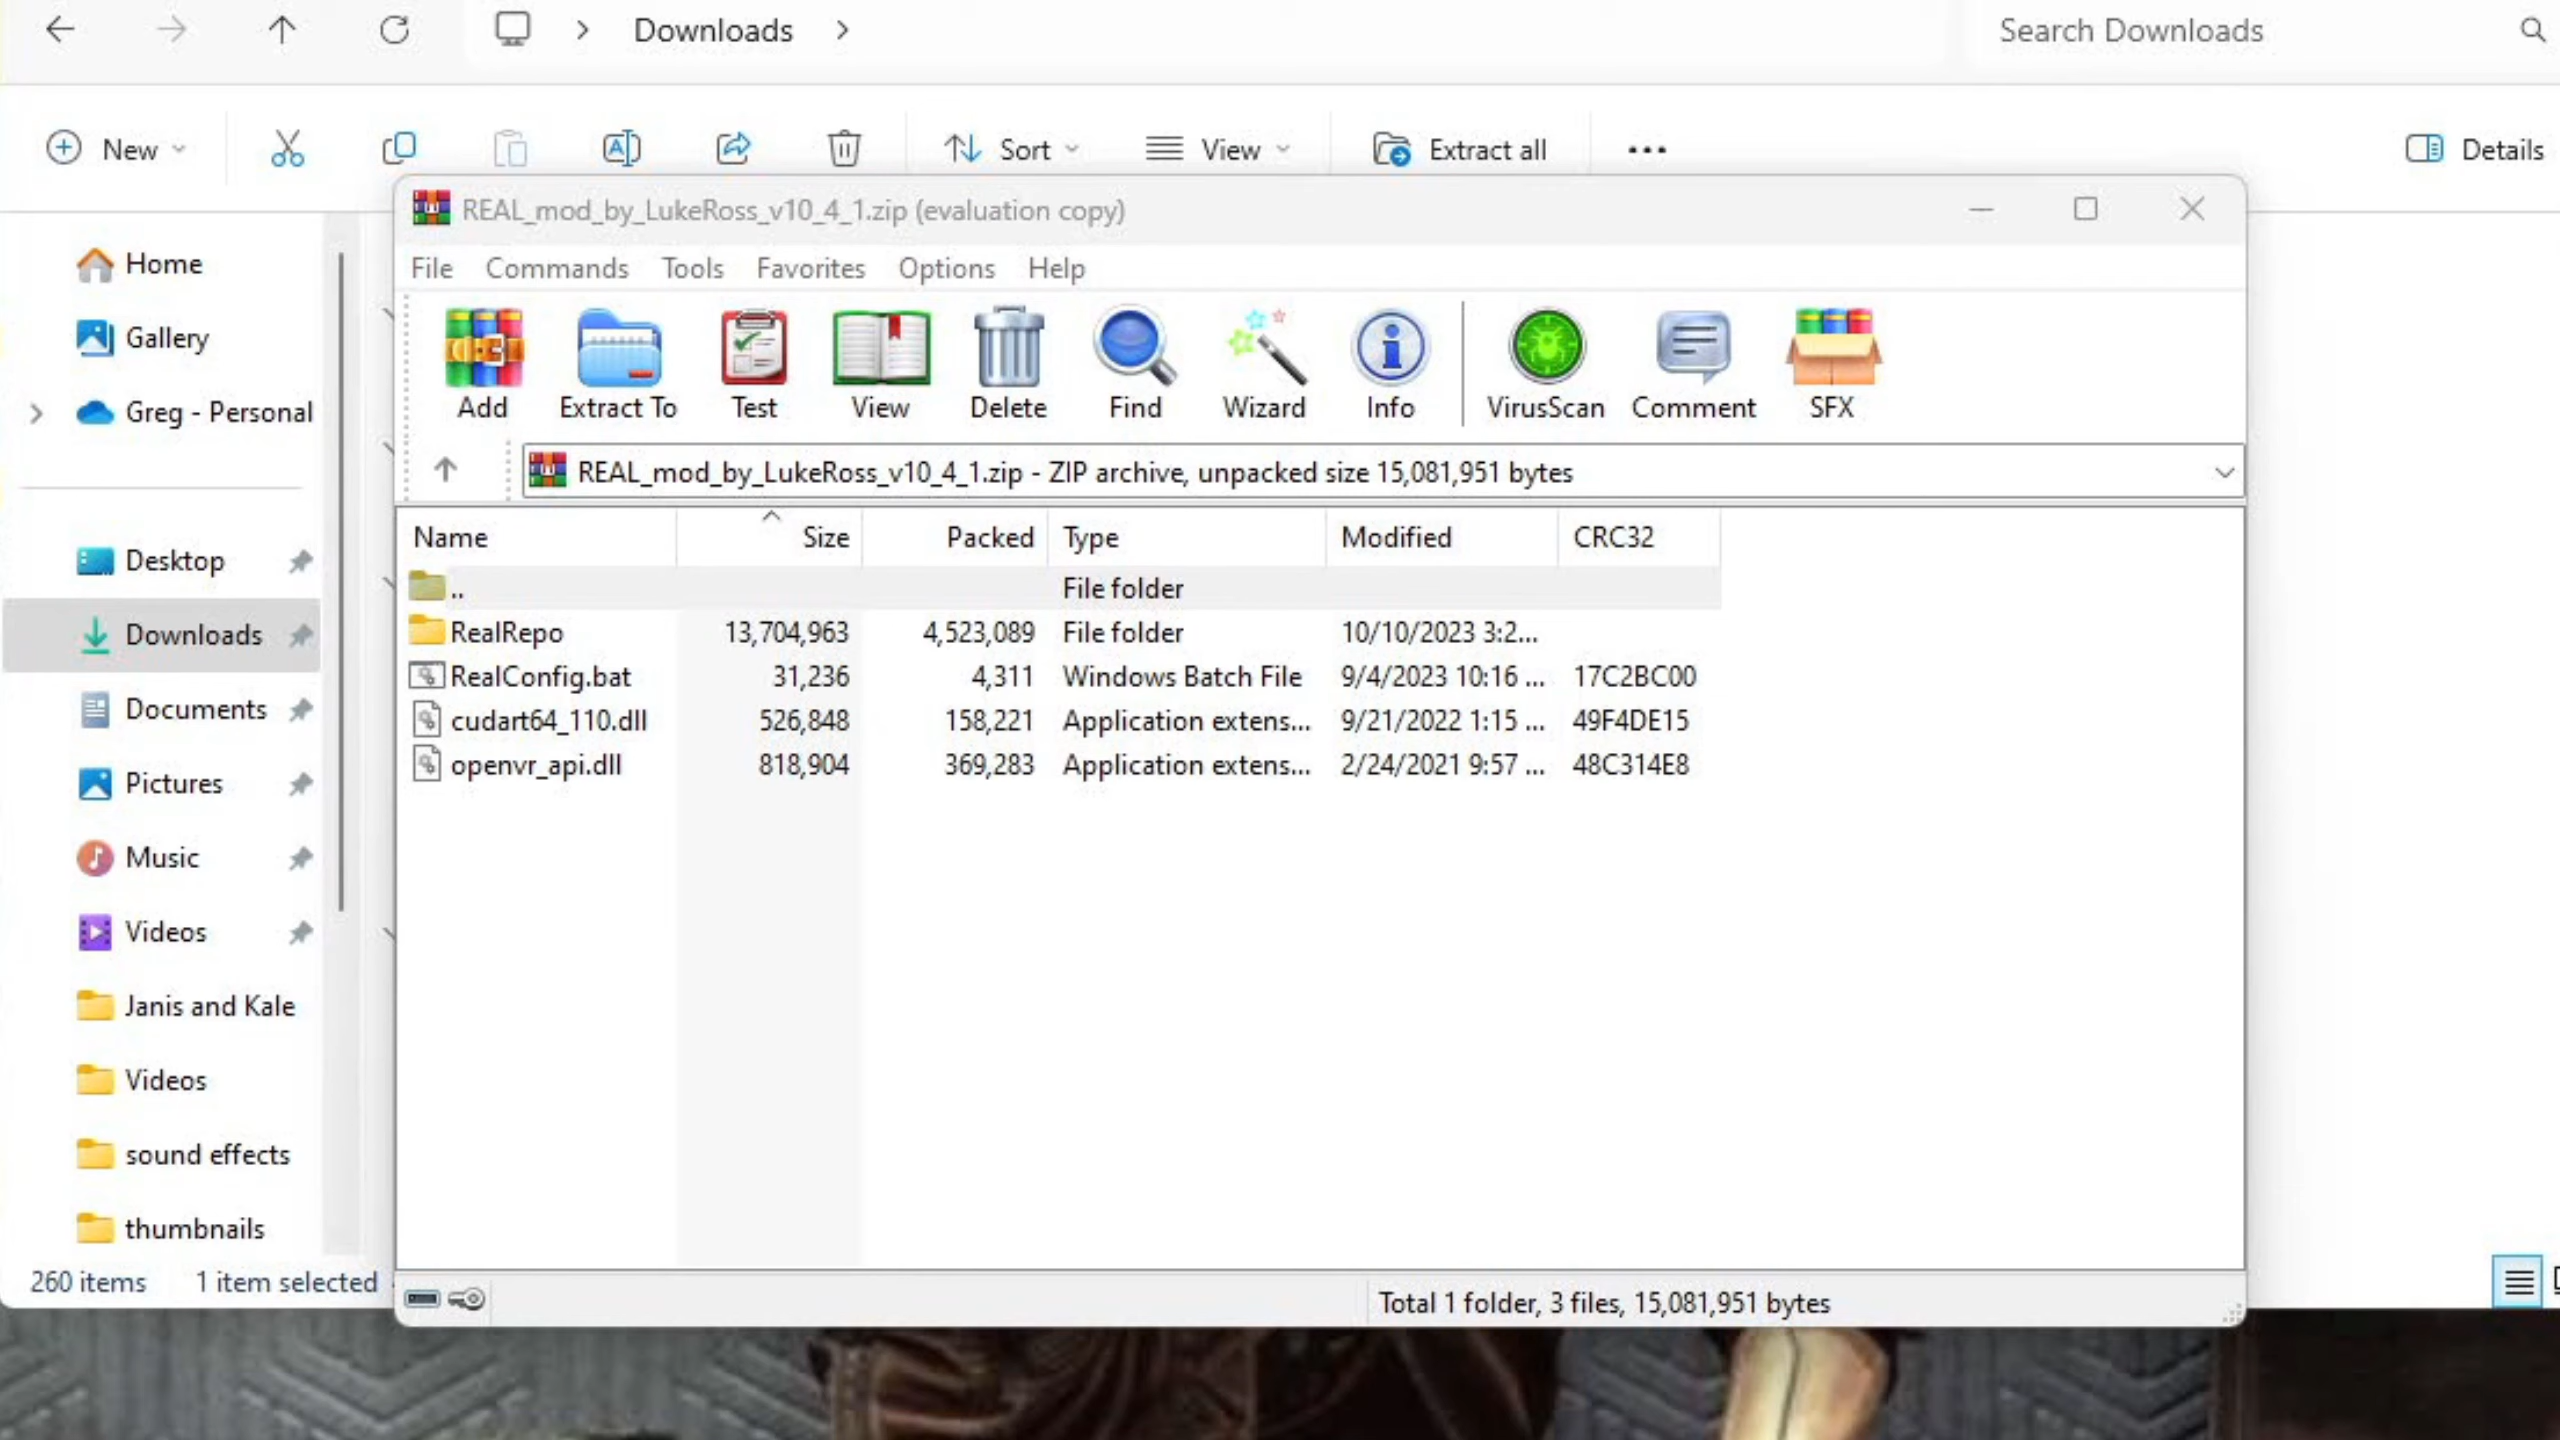 Downloads
Search Downloads
New
Sort
View
Extract all
Details
REAL_mod_by_LukeRoss_v10_4_1.zip (evaluation copy)
File Commands Tools Favorites Options Help
Add Extract To Test View Delete Find Wizard Info VirusScan Comment SFX
REAL_mod_by_LukeRoss_v10_4_1.zip - ZIP archive, unpacked size 15,081,951 bytes
Name Size Packed Type Modified CRC32
.. File folder
RealRepo 13,704,963 4,523,089 File folder 10/10/2023 3:2...
RealConfig.bat 31,236 4,311 Windows Batch File 9/4/2023 10:16 ... 17C2BC00
cudart64_110.dll 526,848 158,221 Application extens... 9/21/2022 1:15 ... 49F4DE15
openvr_api.dll 818,904 369,283 Application extens... 2/24/2021 9:57 ... 48C314E8
Total 1 folder, 3 files, 15,081,951 bytes
Home
Gallery
Greg - Personal
Desktop
Downloads
Documents
Pictures
Music
Videos
Janis and Kale
Videos
sound effects
thumbnails
260 items 1 item selected